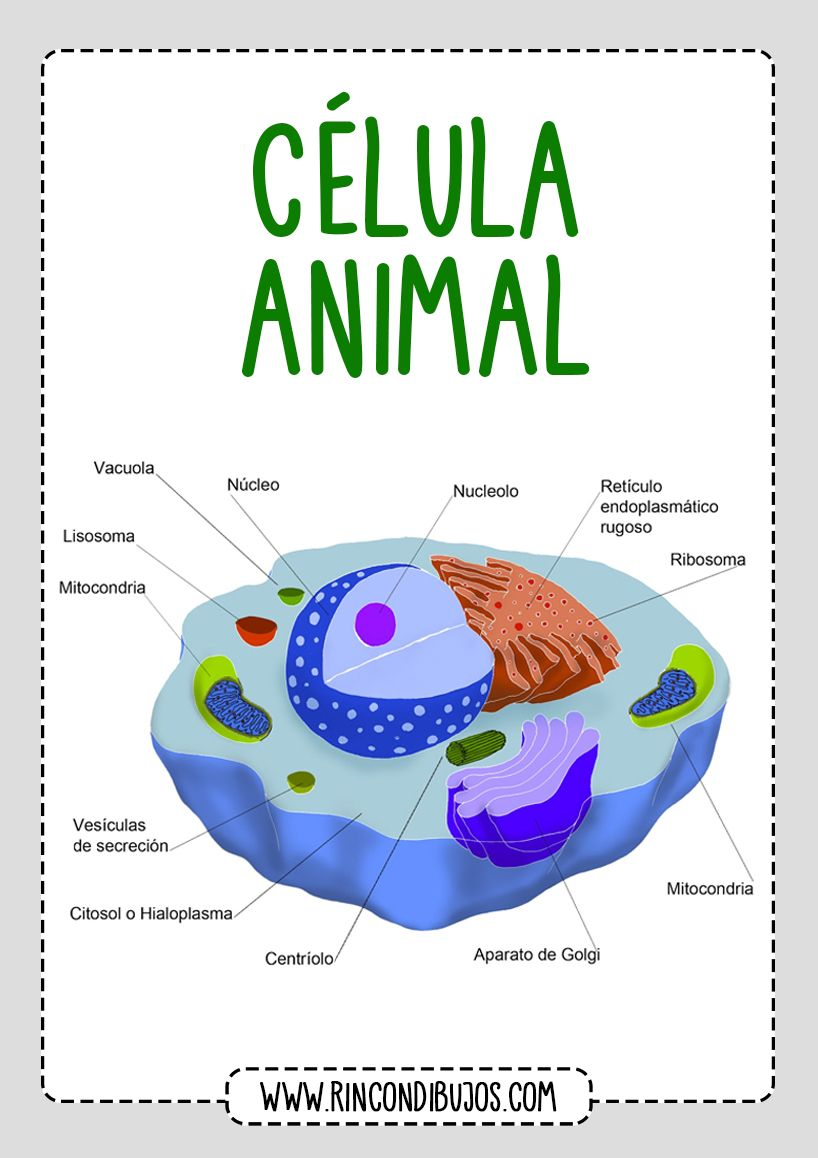 CÉLULA
ANIMAL
Vacuola
Núcleo
Nucleolo
Retículo
endoplasmático
rugoso
Lisosoma
Ribosoma
Mitocondria
Vesículas
de secreción
Mitocondria
Citosol o Hialoplasma
Centríolo
Aparato de Golgi
WWW.RINCONDIBUJOS.COM